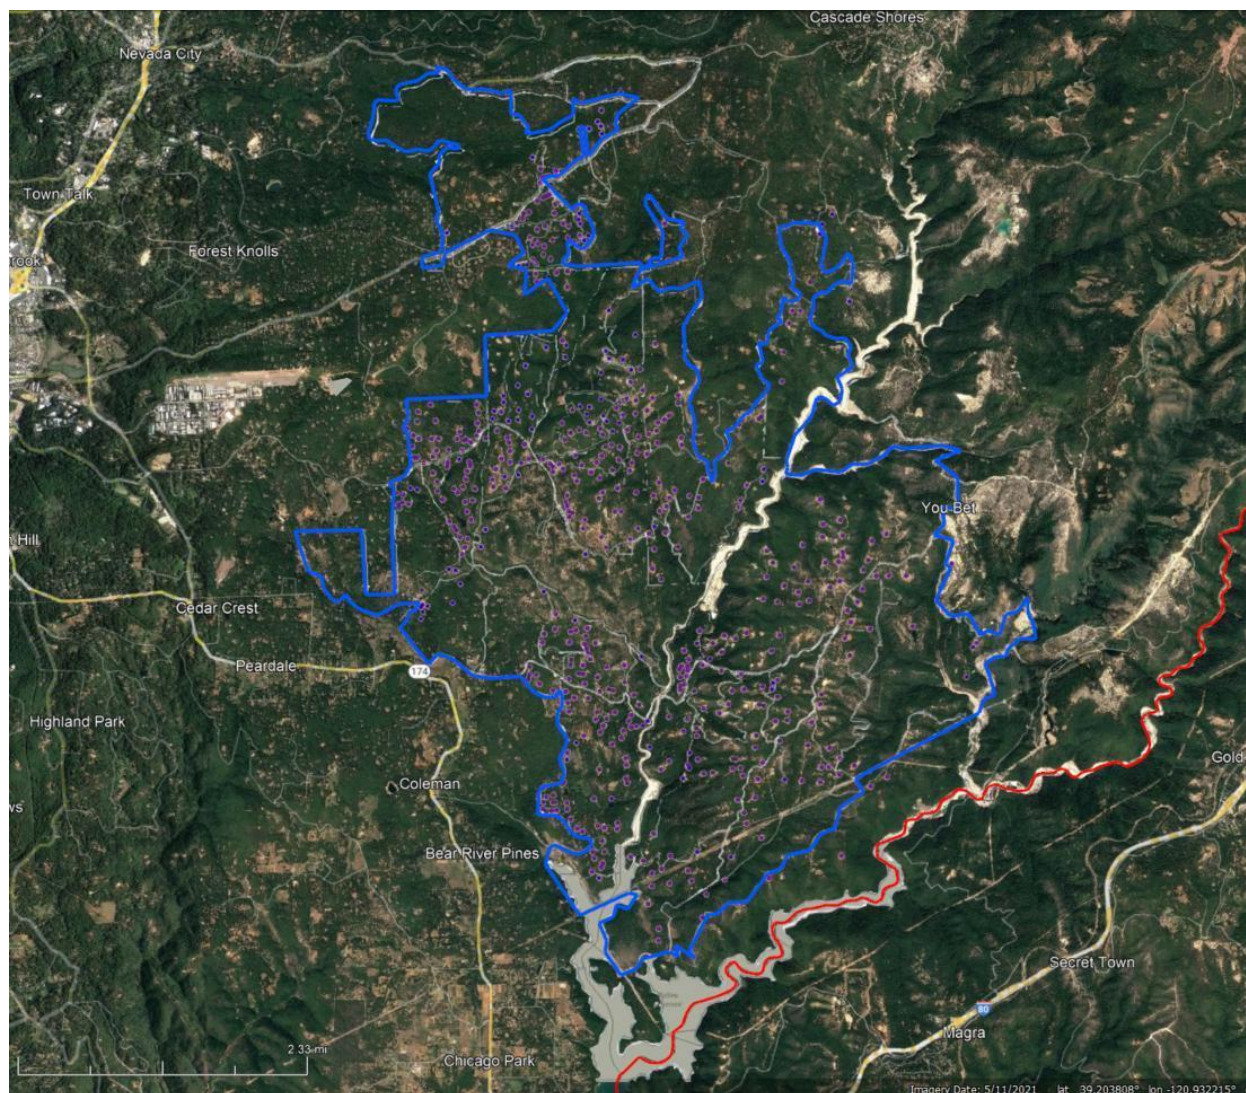 Cascade Shores
Nevada City
Town Talk
Forest Knolls
rook
You Bet
Hill
Cedar Crest
Peardale
174
Highland Park
Gold
Coleman
ws
Bear River Pines
Secret Town
80
Magra
2.33 mi
Chicago Park
Imagery Date: 5/11/2021 lat 39.203808° lon -120.932215°